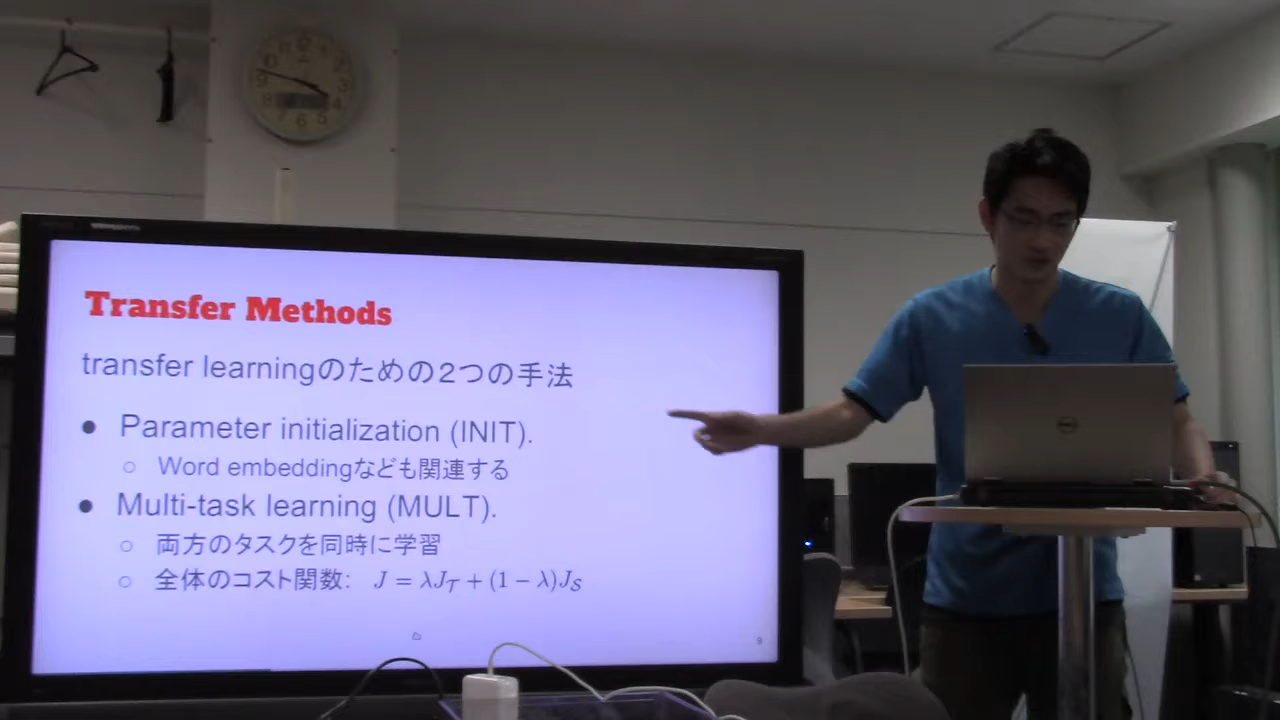 Transfer Methods
transfer learningのための2つの手法
● Parameter initialization (INIT).
○ Word embeddingなども関連する
● Multi-task learning (MULT).
○ 両方のタスクを同時に学習
○ 全体のコスト関数: J = λJ_T + (1 − λ)J_S
9
DELL